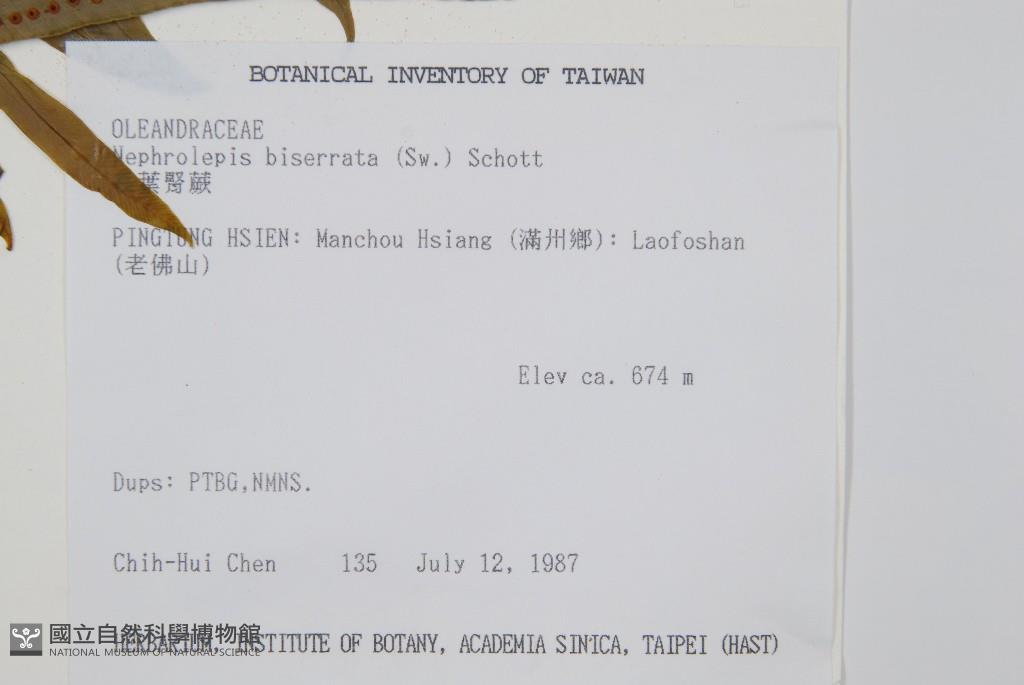 BOTANICAL INVENTORY OF TAIWAN
OLEANDRACEAE
Nephrolepis biserrata (Sw.) Schott
葉腎蕨
PINGTUNG HSIEN: Manchou Hsiang (滿州鄉): Laofoshan
(老佛山)
Elev ca. 674 m
Dups: PTBG,NMNS.
Chih-Hui Chen 135 July 12, 1987
HERBARIUM, INSTITUTE OF BOTANY, ACADEMIA SINICA, TAIPEI (HAST)
國立自然科學博物館
NATIONAL MUSEUM OF NATURAL SCIENCE